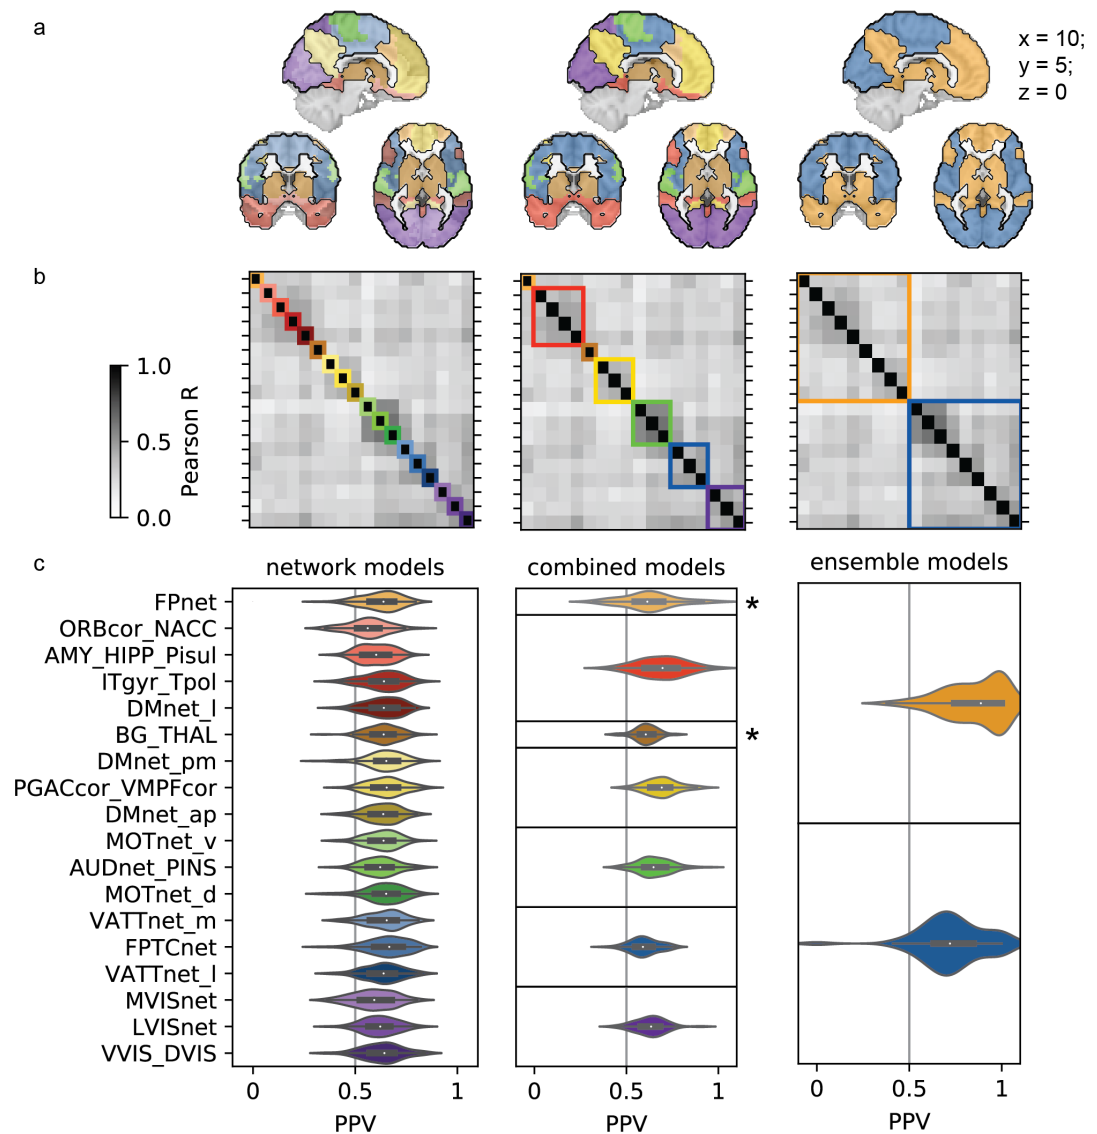 a
x = 10;
y = 5;
z = 0
b
1.0
0.5
0.0
Pearson R
c
network models
combined models
ensemble models
FPnet
*
ORBcor_NACC
AMY_HIPP_Pisul
ITgyr_Tpol
DMnet_l
BG_THAL
*
DMnet_pm
PGACcor_VMPFcor
DMnet_ap
MOTnet_v
AUDnet_PINS
MOTnet_d
VATTnet_m
FPTCnet
VATTnet_l
MVISnet
LVISnet
VVIS_DVIS
0 0.5 1
0 0.5 1
0 0.5 1
PPV
PPV
PPV